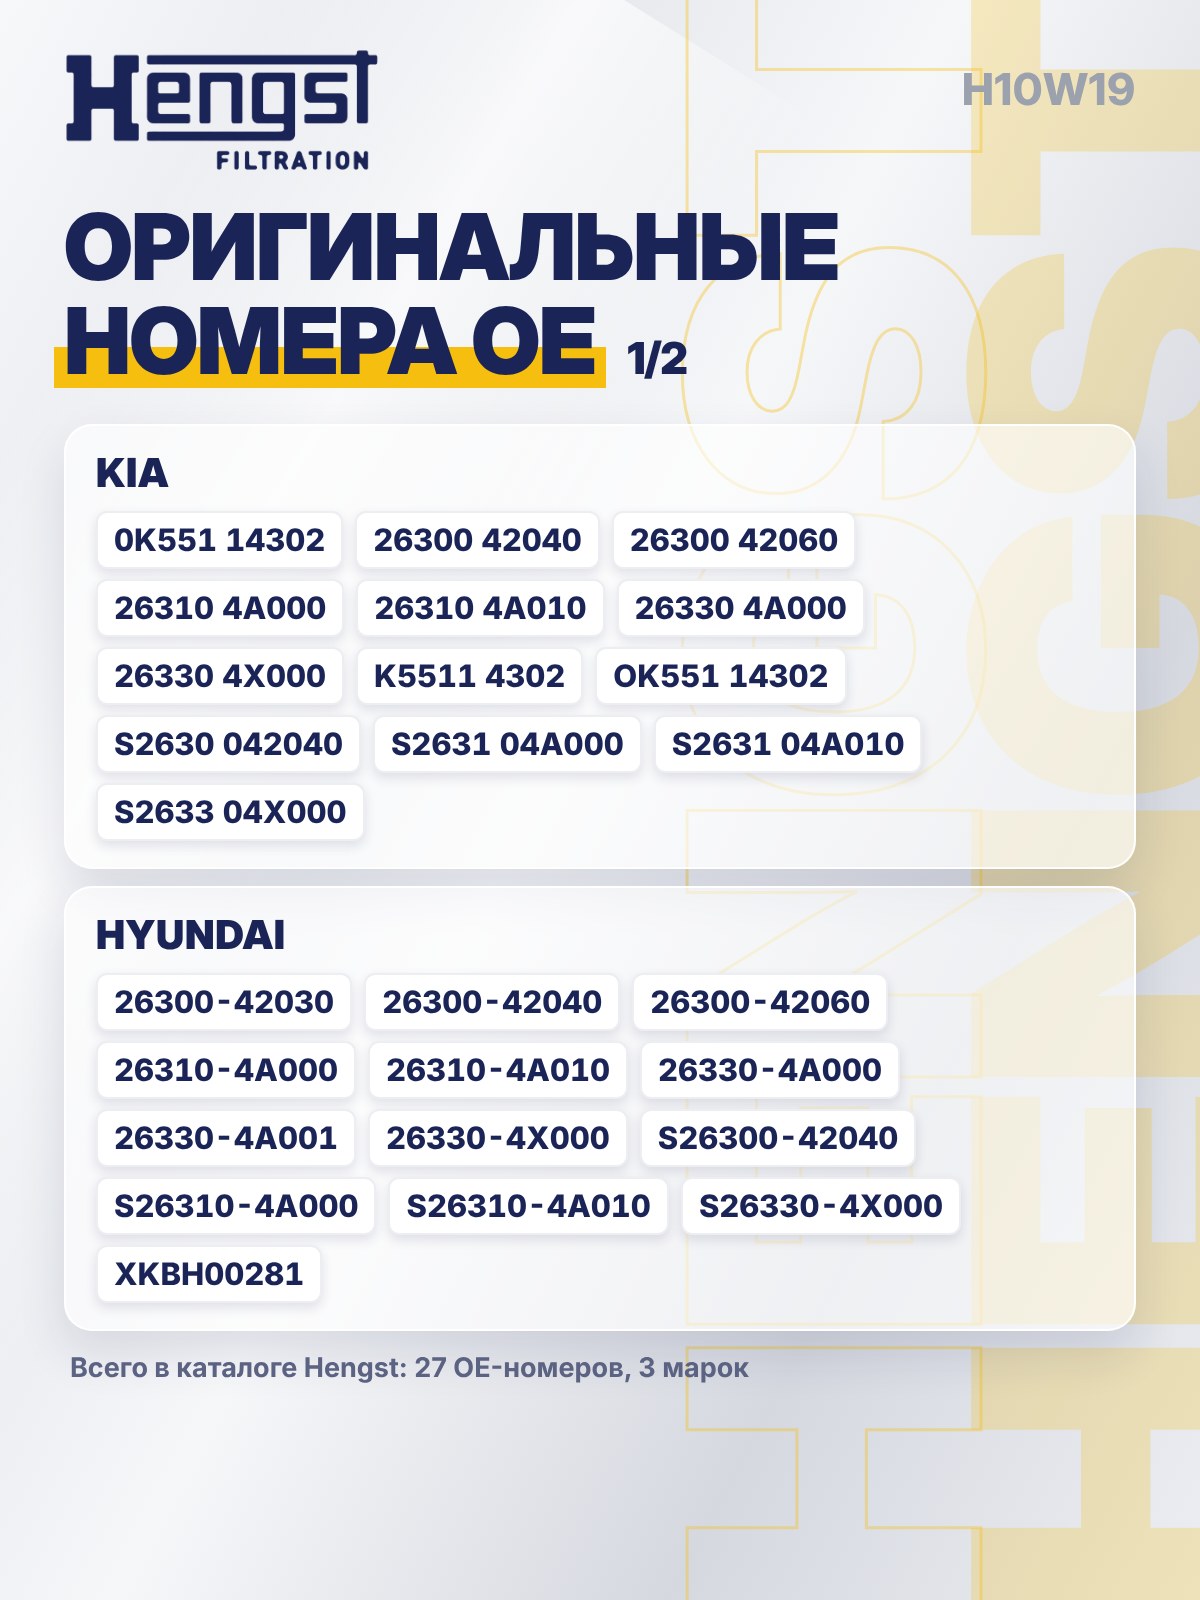 Hengst
FILTRATION
H10W19
ОРИГИНАЛЬНЫЕ
НОМЕРА OE 1/2
KIA
0K551 14302 26300 42040 26300 42060
26310 4A000 26310 4A010 26330 4A000
26330 4X000 K5511 4302 OK551 14302
S2630 042040 S2631 04A000 S2631 04A010
S2633 04X000
HYUNDAI
26300-42030 26300-42040 26300-42060
26310-4A000 26310-4A010 26330-4A000
26330-4A001 26330-4X000 S26300-42040
S26310-4A000 S26310-4A010 S26330-4X000
XKBH00281
Всего в каталоге Hengst: 27 OE-номеров, 3 марок
HENGST
HENGST